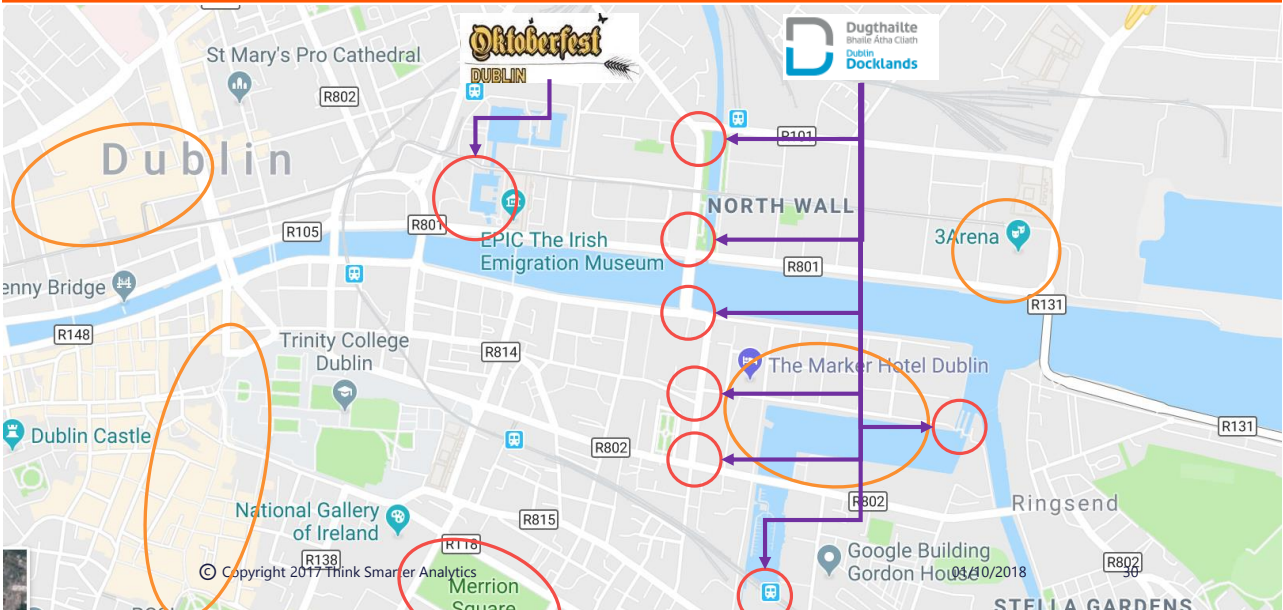 Oktoberfest
DUBLIN
Dugthailte
Bhaile Átha Cliath
Dublin
Docklands
St Mary's Pro Cathedral
R802
R101
Dublin
NORTH WALL
R105
R801
EPIC The Irish
Emigration Museum
3Arena
R801
enny Bridge
R131
R148
Trinity College
Dublin
R814
The Marker Hotel Dublin
Dublin Castle
R802
R131
National Gallery
of Ireland
R815
R802
Ringsend
R118
R138
Google Building
Gordon House
R802
© Copyright 2017 Think Smarter Analytics
01/10/2018
30
Merrion
Square
STELLA GARDENS